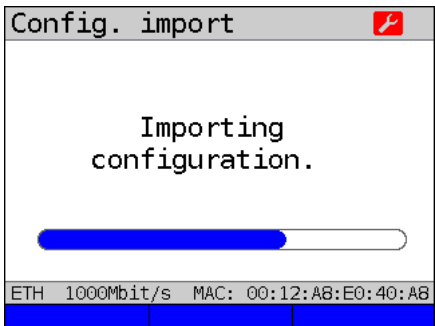 Config. import
Importing
configuration.
ETH 1000Mbit/s MAC: 00:12:A8:E0:40:A8